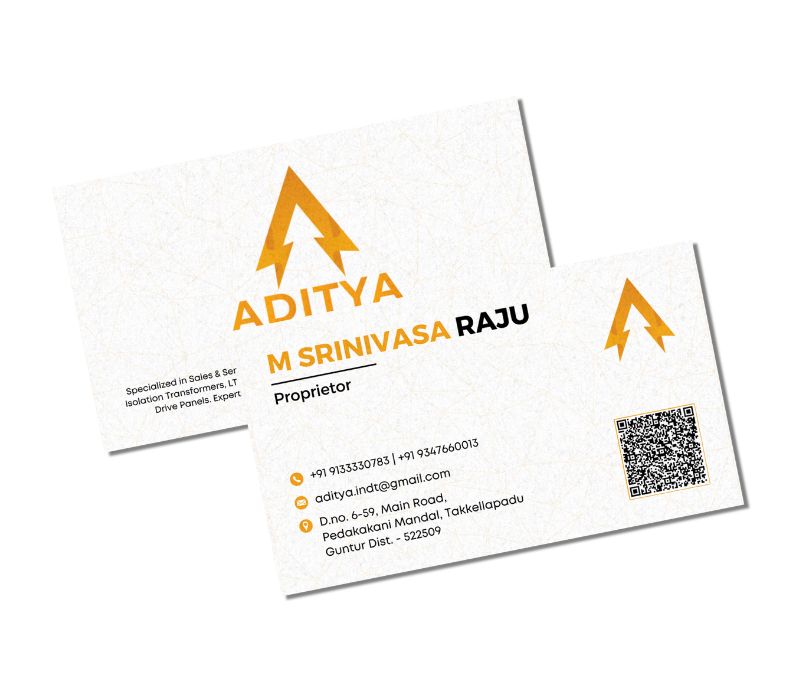 ADITYA
Specialized in Sales & Ser
Isolation Transformers, LT
Drive Panels. Expert
M SRINIVASA RAJU
Proprietor
+91 9133330783 | +91 9347660013
aditya.indt@gmail.com
D.no. 6-59, Main Road,
Pedakakani Mandal, Takkellapadu
Guntur Dist. - 522509